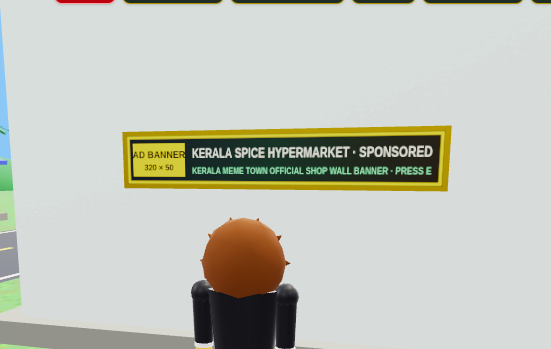 AD BANNER
320 × 50
KERALA SPICE HYPERMARKET · SPONSORED
KERALA MEME TOWN OFFICIAL SHOP WALL BANNER · PRESS E